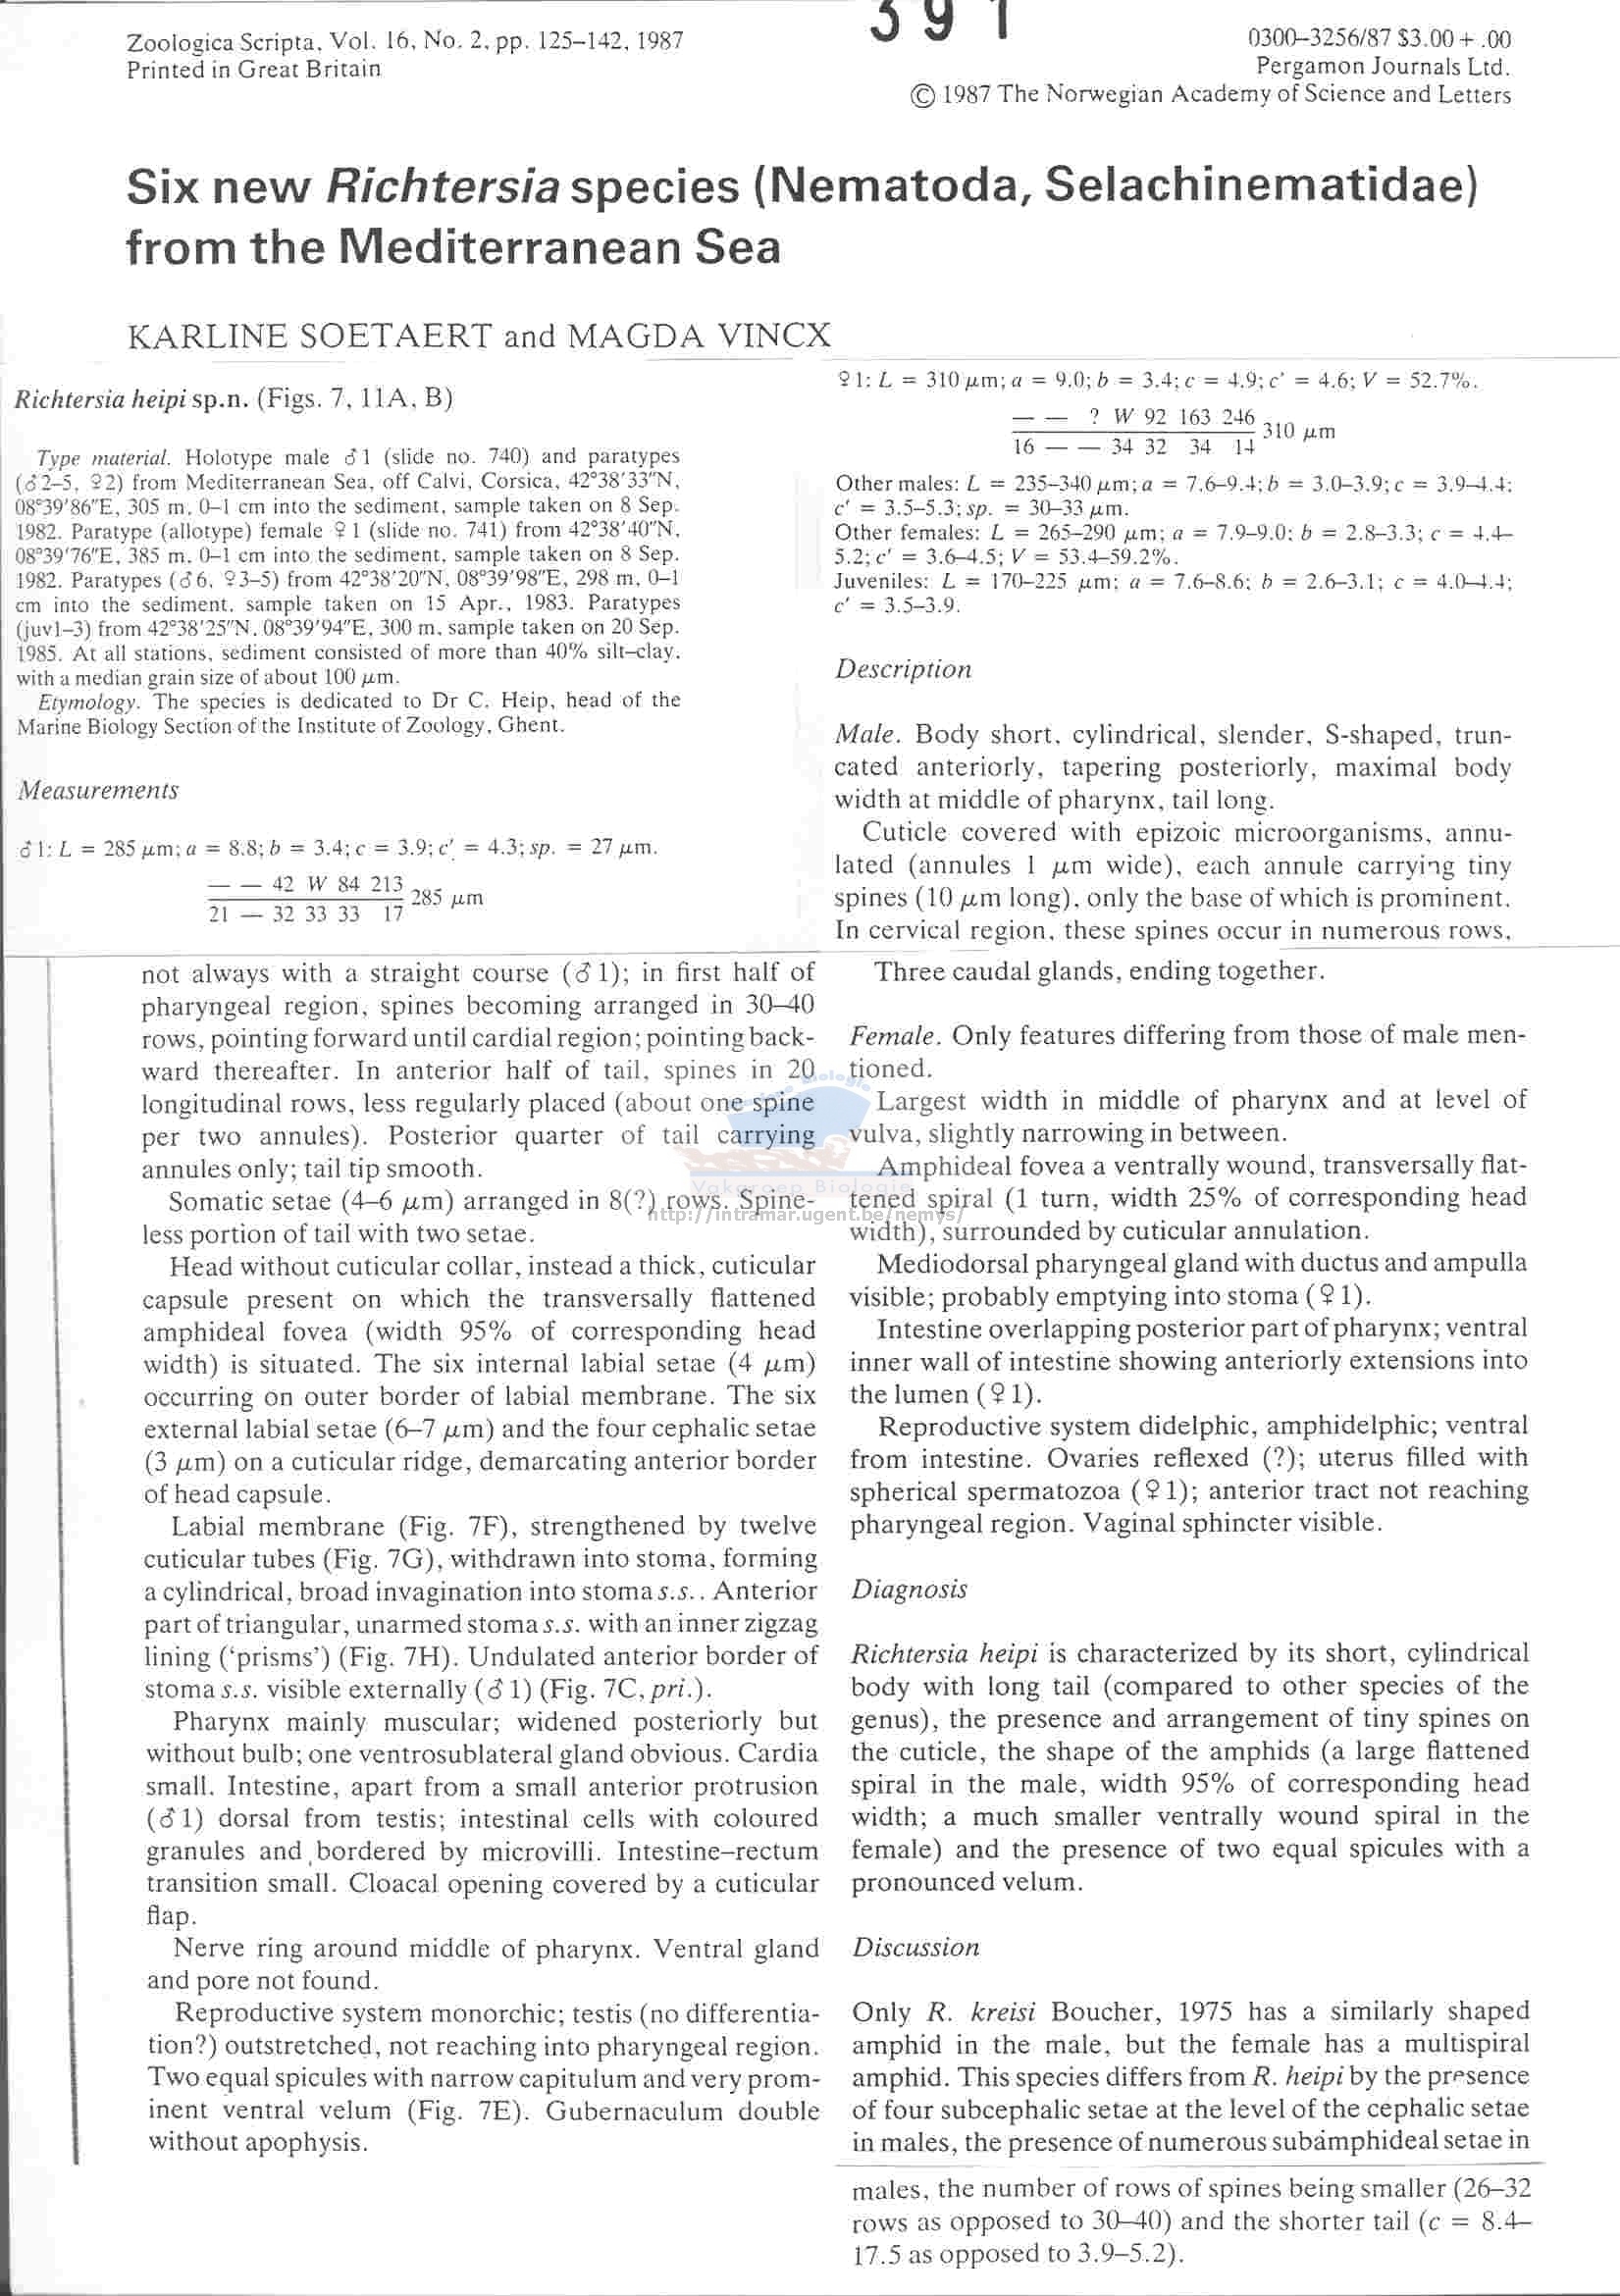 391
Zoologica Scripta, Vol. 16, No. 2, pp. 125–142, 1987
Printed in Great Britain
0300–3256/87 $3.00 + .00
Pergamon Journals Ltd.
© 1987 The Norwegian Academy of Science and Letters
Six new Richtersia species (Nematoda, Selachinematidae)
from the Mediterranean Sea
KARLINE SOETAERT and MAGDA VINCX
Richtersia heipi sp.n. (Figs. 7, 11A, B)
Type material. Holotype male ♂1 (slide no. 740) and paratypes
(♂2–5, ♀2) from Mediterranean Sea, off Calvi, Corsica, 42°38′33″N,
08°39′86″E, 305 m, 0–1 cm into the sediment, sample taken on 8 Sep.
1982. Paratype (allotype) female ♀1 (slide no. 741) from 42°38′40″N,
08°39′76″E, 385 m, 0–1 cm into the sediment, sample taken on 8 Sep.
1982. Paratypes (♂6, ♀3–5) from 42°38′20″N, 08°39′98″E, 298 m, 0–1
cm into the sediment, sample taken on 15 Apr., 1983. Paratypes
(juv1–3) from 42°38′25″N, 08°39′94″E, 300 m, sample taken on 20 Sep.
1985. At all stations, sediment consisted of more than 40% silt–clay,
with a median grain size of about 100 μm.
Etymology. The species is dedicated to Dr C. Heip, head of the
Marine Biology Section of the Institute of Zoology, Ghent.
Measurements
♂1: L = 285 μm; a = 8.8; b = 3.4; c = 3.9; c′ = 4.3; sp. = 27 μm.
— — 42 W 84 213
285 μm
21 — 32 33 33 17
♀1: L = 310 μm; a = 9.0; b = 3.4; c = 4.9; c′ = 4.6; V = 52.7%.
— — ? W 92 163 246
310 μm
16 — — 34 32 34 14
Other males: L = 235–340 μm; a = 7.6–9.4; b = 3.0–3.9; c = 3.9–4.4;
c′ = 3.5–5.3; sp. = 30–33 μm.
Other females: L = 265–290 μm; a = 7.9–9.0; b = 2.8–3.3; c = 4.4–
5.2; c′ = 3.6–4.5; V = 53.4–59.2%.
Juveniles: L = 170–225 μm; a = 7.6–8.6; b = 2.6–3.1; c = 4.0–4.4;
c′ = 3.5–3.9.
Description
Male. Body short, cylindrical, slender, S-shaped, trun-
cated anteriorly, tapering posteriorly, maximal body
width at middle of pharynx, tail long.
Cuticle covered with epizoic microorganisms, annu-
lated (annules 1 μm wide), each annule carrying tiny
spines (10 μm long), only the base of which is prominent.
In cervical region, these spines occur in numerous rows,
not always with a straight course (♂1); in first half of
pharyngeal region, spines becoming arranged in 30–40
rows, pointing forward until cardial region; pointing back-
ward thereafter. In anterior half of tail, spines in 20
longitudinal rows, less regularly placed (about one spine
per two annules). Posterior quarter of tail carrying
annules only; tail tip smooth.
Somatic setae (4–6 μm) arranged in 8(?) rows. Spine-
less portion of tail with two setae.
Head without cuticular collar, instead a thick, cuticular
capsule present on which the transversally flattened
amphideal fovea (width 95% of corresponding head
width) is situated. The six internal labial setae (4 μm)
occurring on outer border of labial membrane. The six
external labial setae (6–7 μm) and the four cephalic setae
(3 μm) on a cuticular ridge, demarcating anterior border
of head capsule.
Labial membrane (Fig. 7F), strengthened by twelve
cuticular tubes (Fig. 7G), withdrawn into stoma, forming
a cylindrical, broad invagination into stoma s.s.. Anterior
part of triangular, unarmed stoma s.s. with an inner zigzag
lining (‘prisms’) (Fig. 7H). Undulated anterior border of
stoma s.s. visible externally (♂1) (Fig. 7C, pri.).
Pharynx mainly muscular; widened posteriorly but
without bulb; one ventrosublateral gland obvious. Cardia
small. Intestine, apart from a small anterior protrusion
(♂1) dorsal from testis; intestinal cells with coloured
granules and bordered by microvilli. Intestine–rectum
transition small. Cloacal opening covered by a cuticular
flap.
Nerve ring around middle of pharynx. Ventral gland
and pore not found.
Reproductive system monorchic; testis (no differentia-
tion?) outstretched, not reaching into pharyngeal region.
Two equal spicules with narrow capitulum and very prom-
inent ventral velum (Fig. 7E). Gubernaculum double
without apophysis.
Three caudal glands, ending together.
Female. Only features differing from those of male men-
tioned.
Largest width in middle of pharynx and at level of
vulva, slightly narrowing in between.
Amphideal fovea a ventrally wound, transversally flat-
tened spiral (1 turn, width 25% of corresponding head
width), surrounded by cuticular annulation.
Mediodorsal pharyngeal gland with ductus and ampulla
visible; probably emptying into stoma (♀1).
Intestine overlapping posterior part of pharynx; ventral
inner wall of intestine showing anteriorly extensions into
the lumen (♀1).
Reproductive system didelphic, amphidelphic; ventral
from intestine. Ovaries reflexed (?); uterus filled with
spherical spermatozoa (♀1); anterior tract not reaching
pharyngeal region. Vaginal sphincter visible.
Diagnosis
Richtersia heipi is characterized by its short, cylindrical
body with long tail (compared to other species of the
genus), the presence and arrangement of tiny spines on
the cuticle, the shape of the amphids (a large flattened
spiral in the male, width 95% of corresponding head
width; a much smaller ventrally wound spiral in the
female) and the presence of two equal spicules with a
pronounced velum.
Discussion
Only R. kreisi Boucher, 1975 has a similarly shaped
amphid in the male, but the female has a multispiral
amphid. This species differs from R. heipi by the presence
of four subcephalic setae at the level of the cephalic setae
in males, the presence of numerous subamphideal setae in
males, the number of rows of spines being smaller (26–32
rows as opposed to 30–40) and the shorter tail (c = 8.4–
17.5 as opposed to 3.9–5.2).
Vakgroep Biologie
http://intramar.ugent.be/nemys/